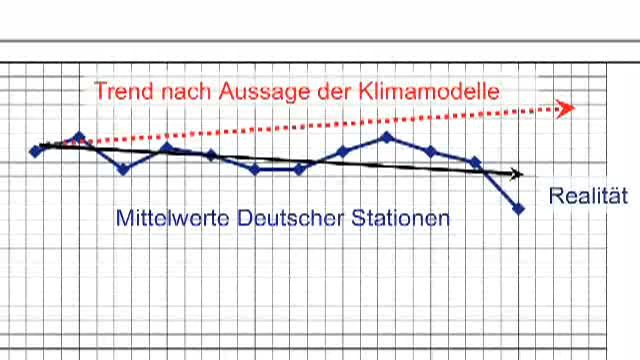 Trend nach Aussage der Klimamodelle
Realität
Mittelwerte Deutscher Stationen